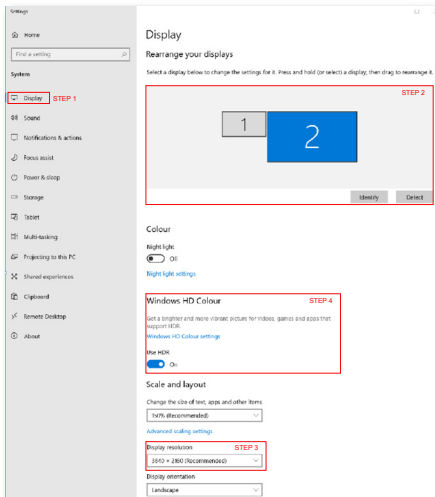 Settings
Home
Find a setting
System
Display
STEP 1
Sound
Notifications & actions
Focus assist
Power & sleep
Storage
Tablet
Multi-tasking
Projecting to this PC
Shared experiences
Clipboard
Remote Desktop
About
Display
Rearrange your displays
Select a display below to change the settings for it. Press and hold (or select) a display, then drag to rearrange it.
STEP 2
1
2
Identify
Detect
Colour
Night light
Off
Night light settings
Windows HD Colour
STEP 4
Get a brighter and more vibrant picture for videos, games and apps that
support HDR.
Windows HD Colour settings
Use HDR
On
Scale and layout
Change the size of text, apps and other items
150% (Recommended)
Advanced scaling settings
Display resolution
STEP 3
3840 × 2160 (Recommended)
Display orientation
Landscape